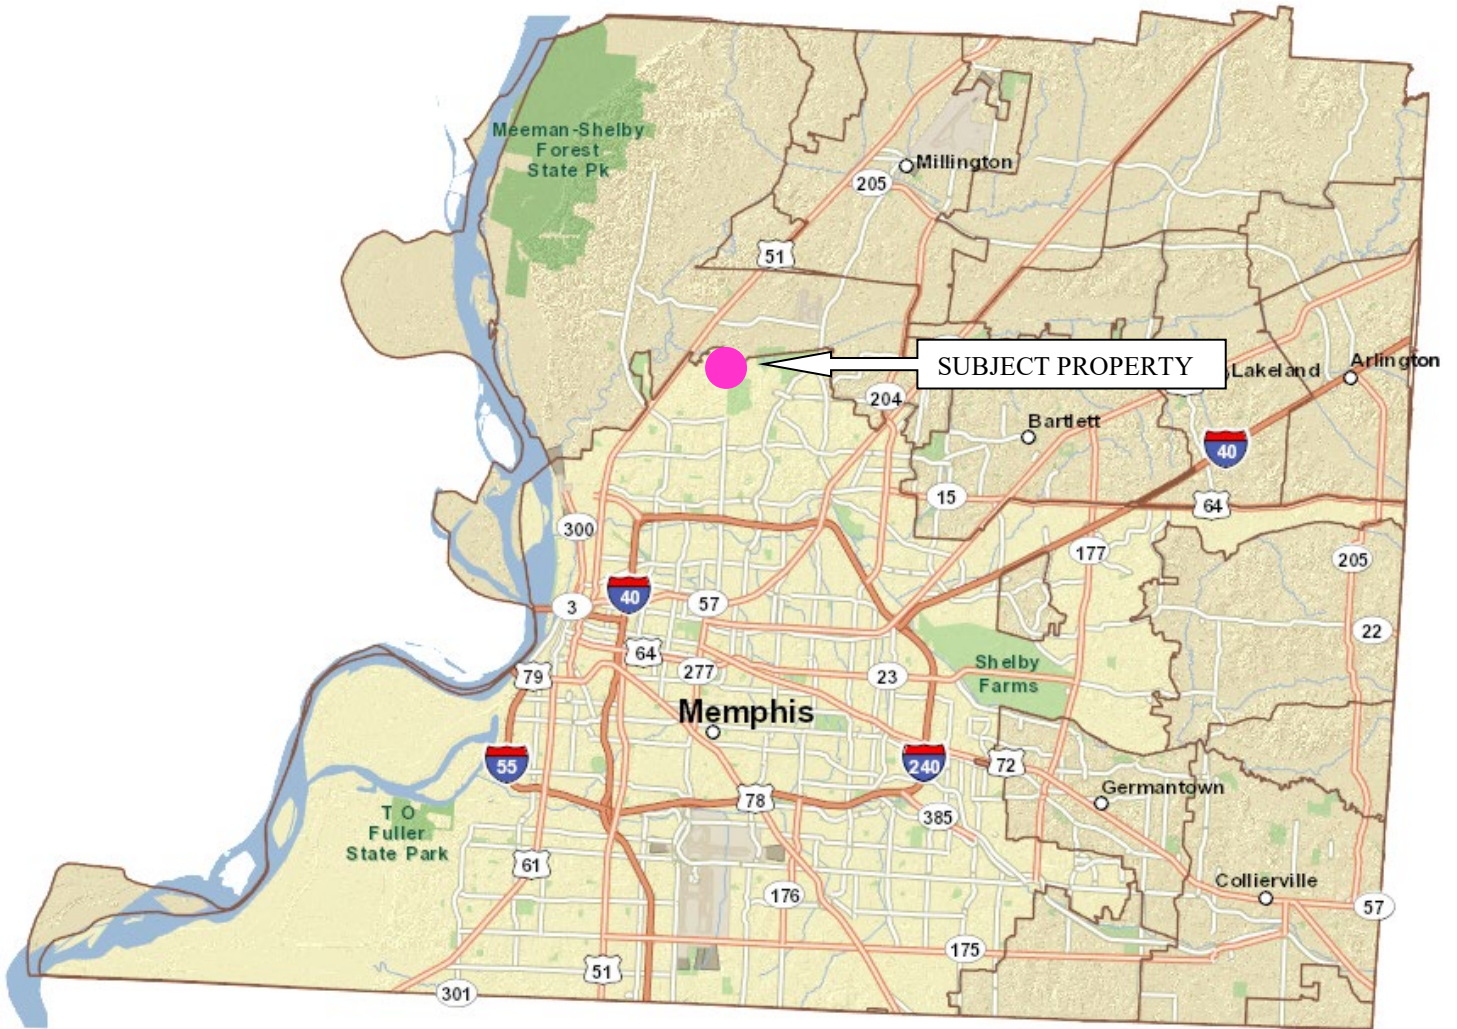 Meeman-Shelby
Forest
State Pk
Millington
205
51
SUBJECT PROPERTY
Lakeland
Arlington
204
Bartlett
40
15
64
300
177
205
40
57
3
22
64
79
277
23
Shelby
Farms
Memphis
55
240
72
78
Germantown
385
T O
Fuller
State Park
61
176
Collierville
57
175
51
301